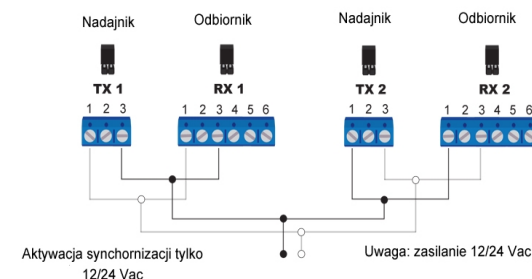 Nadajnik Odbiornik Nadajnik Odbiornik
TX 1 RX 1 TX 2 RX 2
1 2 3 1 2 3 4 5 6 1 2 3 1 2 3 4 5 6
Aktywacja synchornizacji tylko
12/24 Vac
Uwaga: zasilanie 12/24 Vac